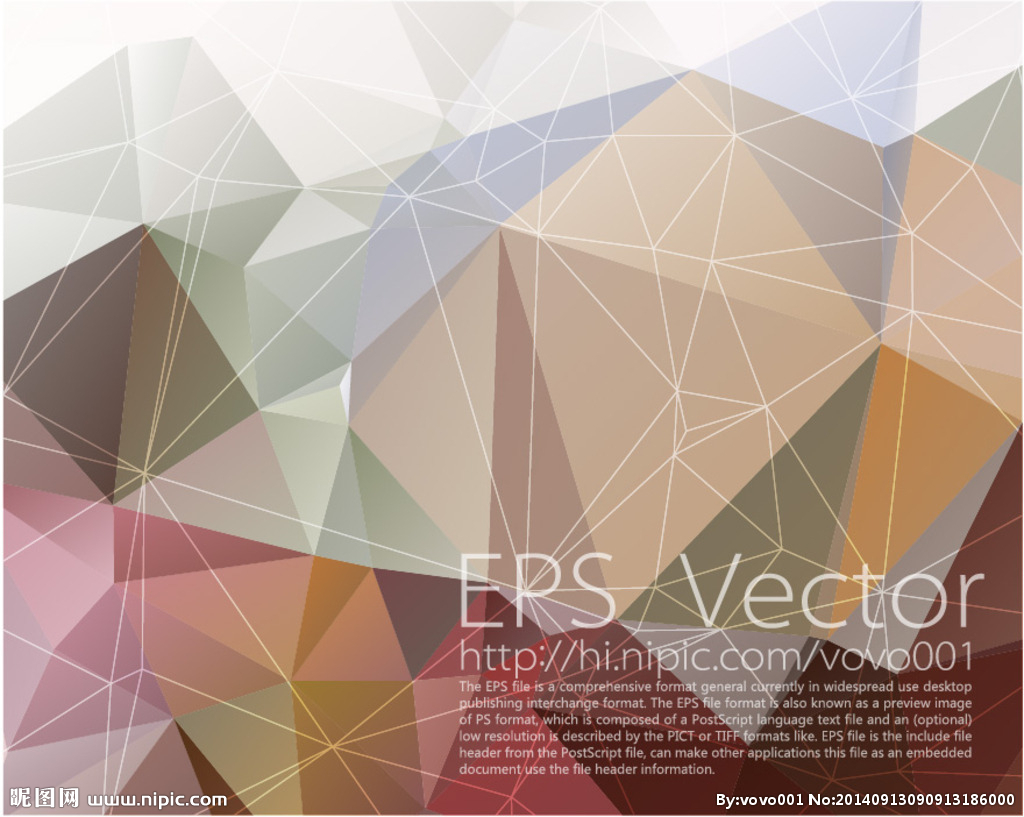 EPS Vector
http://hi.nipic.com/vovo001
The EPS file is a comprehensive format general currently in widespread use desktop
publishing interchange format. The EPS file format is also known as a preview image
of PS format, which is composed of a PostScript language text file and an (optional)
low resolution is described by the PICT or TIFF formats like. EPS file is the include file
header from the PostScript file, can make other applications this file as an embedded
document use the file header information.
昵图网 www.nipic.com
By:vovo001 No:20140913090913186000